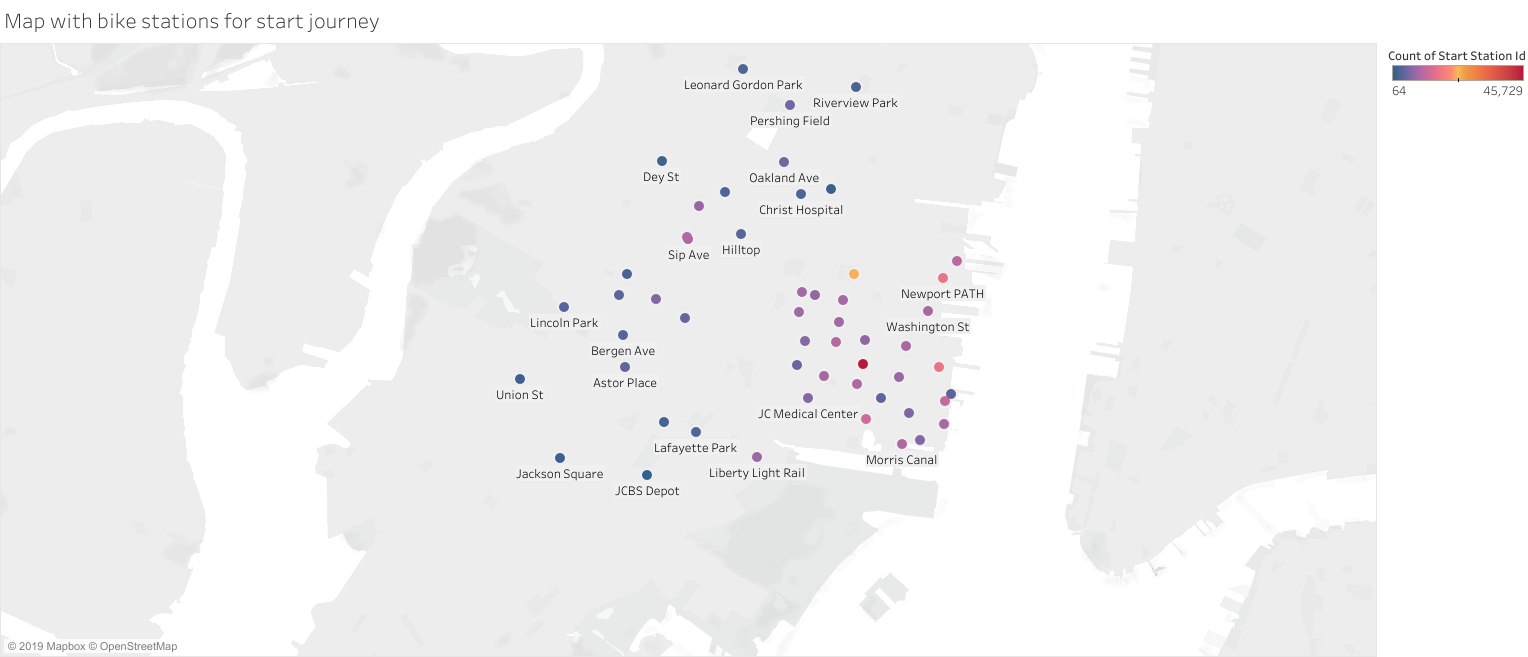 Map with bike stations for start journey
Count of Start Station Id
64 45,729
Leonard Gordon Park
Riverview Park
Pershing Field
Dey St
Oakland Ave
Christ Hospital
Sip Ave
Hilltop
Newport PATH
Lincoln Park
Washington St
Bergen Ave
Astor Place
Union St
JC Medical Center
Lafayette Park
Morris Canal
Jackson Square
Liberty Light Rail
JCBS Depot
© 2019 Mapbox © OpenStreetMap